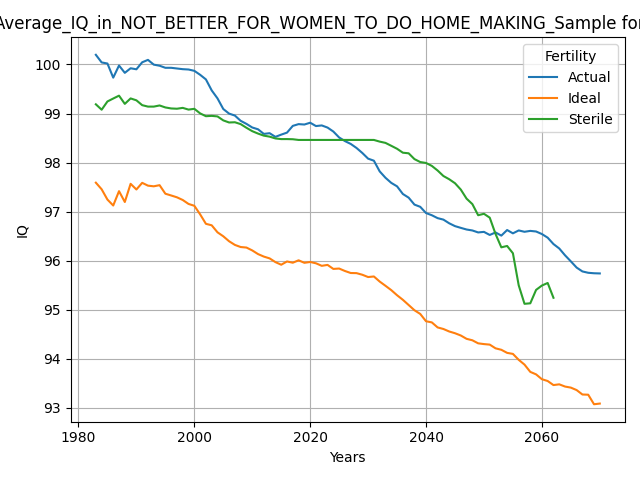 Average_IQ_in_NOT_BETTER_FOR_WOMEN_TO_DO_HOME_MAKING_Sample for
Fertility
Actual
Ideal
Sterile
IQ
100
99
98
97
96
95
94
93
1980 2000 2020 2040 2060
Years